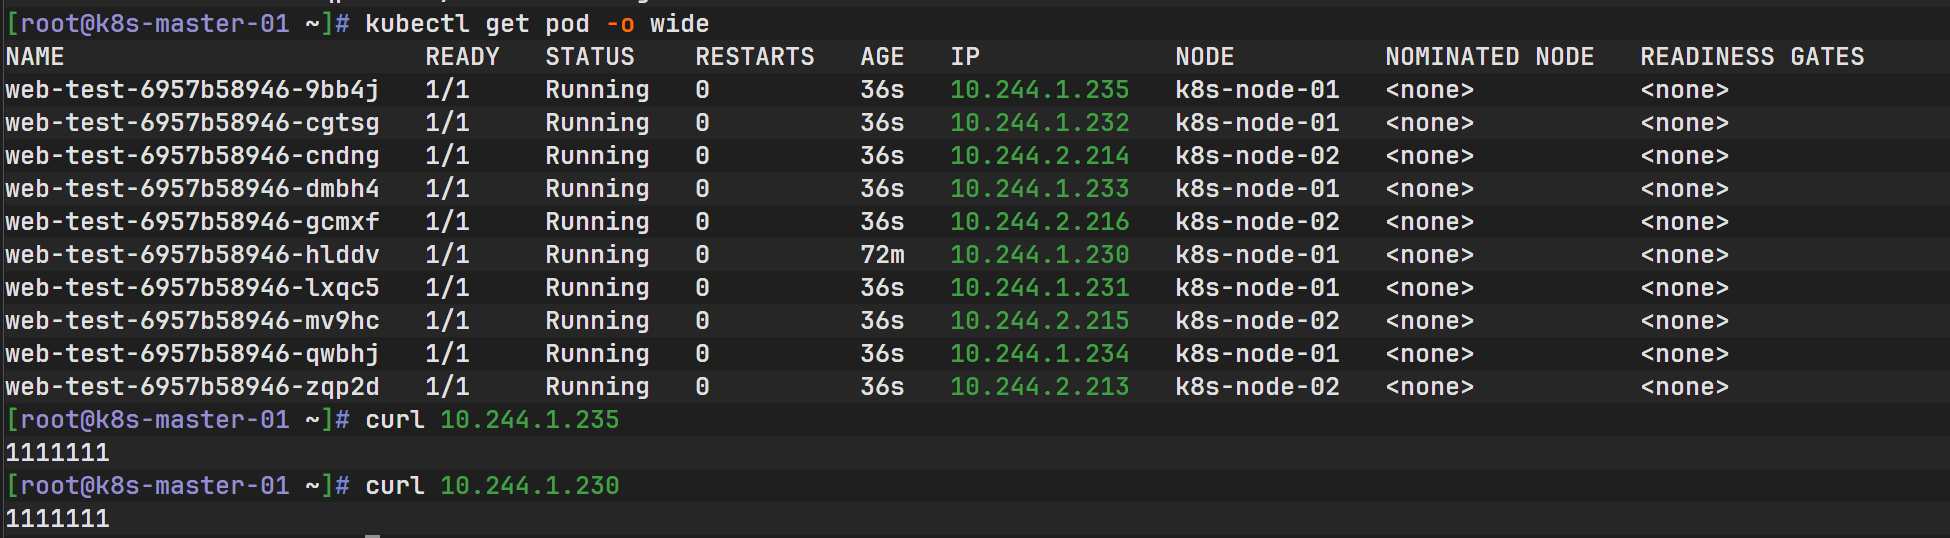 [root@k8s-master-01 ~]# kubectl get pod -o wide
NAME                        READY   STATUS    RESTARTS   AGE   IP             NODE          NOMINATED NODE   READINESS GATES
web-test-6957b58946-9bb4j   1/1     Running   0          36s   10.244.1.235   k8s-node-01   <none>           <none>
web-test-6957b58946-cgtsg   1/1     Running   0          36s   10.244.1.232   k8s-node-01   <none>           <none>
web-test-6957b58946-cndng   1/1     Running   0          36s   10.244.2.214   k8s-node-02   <none>           <none>
web-test-6957b58946-dmbh4   1/1     Running   0          36s   10.244.1.233   k8s-node-01   <none>           <none>
web-test-6957b58946-gcmxf   1/1     Running   0          36s   10.244.2.216   k8s-node-02   <none>           <none>
web-test-6957b58946-hlddv   1/1     Running   0          72m   10.244.1.230   k8s-node-01   <none>           <none>
web-test-6957b58946-lxqc5   1/1     Running   0          36s   10.244.1.231   k8s-node-01   <none>           <none>
web-test-6957b58946-mv9hc   1/1     Running   0          36s   10.244.2.215   k8s-node-02   <none>           <none>
web-test-6957b58946-qwbhj   1/1     Running   0          36s   10.244.1.234   k8s-node-01   <none>           <none>
web-test-6957b58946-zqp2d   1/1     Running   0          36s   10.244.2.213   k8s-node-02   <none>           <none>
[root@k8s-master-01 ~]# curl 10.244.1.235
1111111
[root@k8s-master-01 ~]# curl 10.244.1.230
1111111